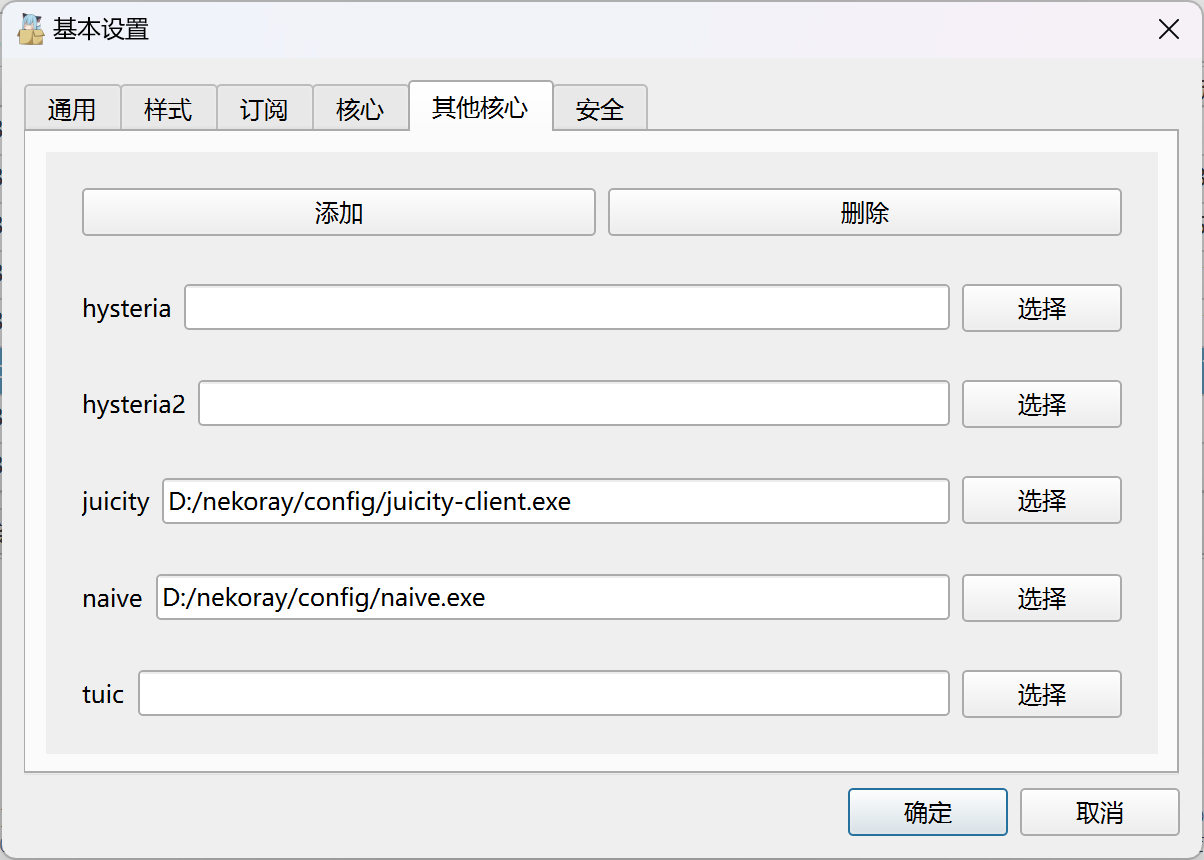 基本设置
通用 样式 订阅 核心 其他核心 安全
添加 删除
hysteria 选择
hysteria2 选择
juicity D:/nekoray/config/juicity-client.exe 选择
naive D:/nekoray/config/naive.exe 选择
tuic 选择
确定 取消